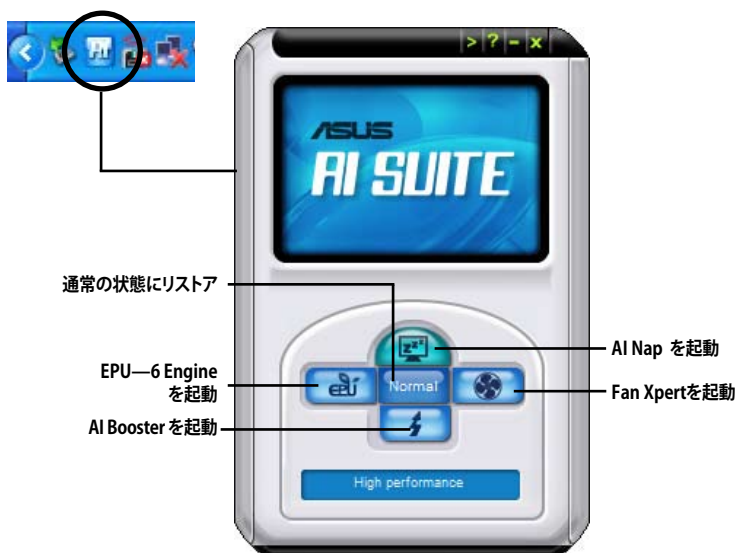 > ? - x
ASUS
AI SUITE
通常の状態にリストア
AI Nap を起動
EPU—6 Engine
を起動
epu
Normal
Fan Xpertを起動
AI Booster を起動
High performance